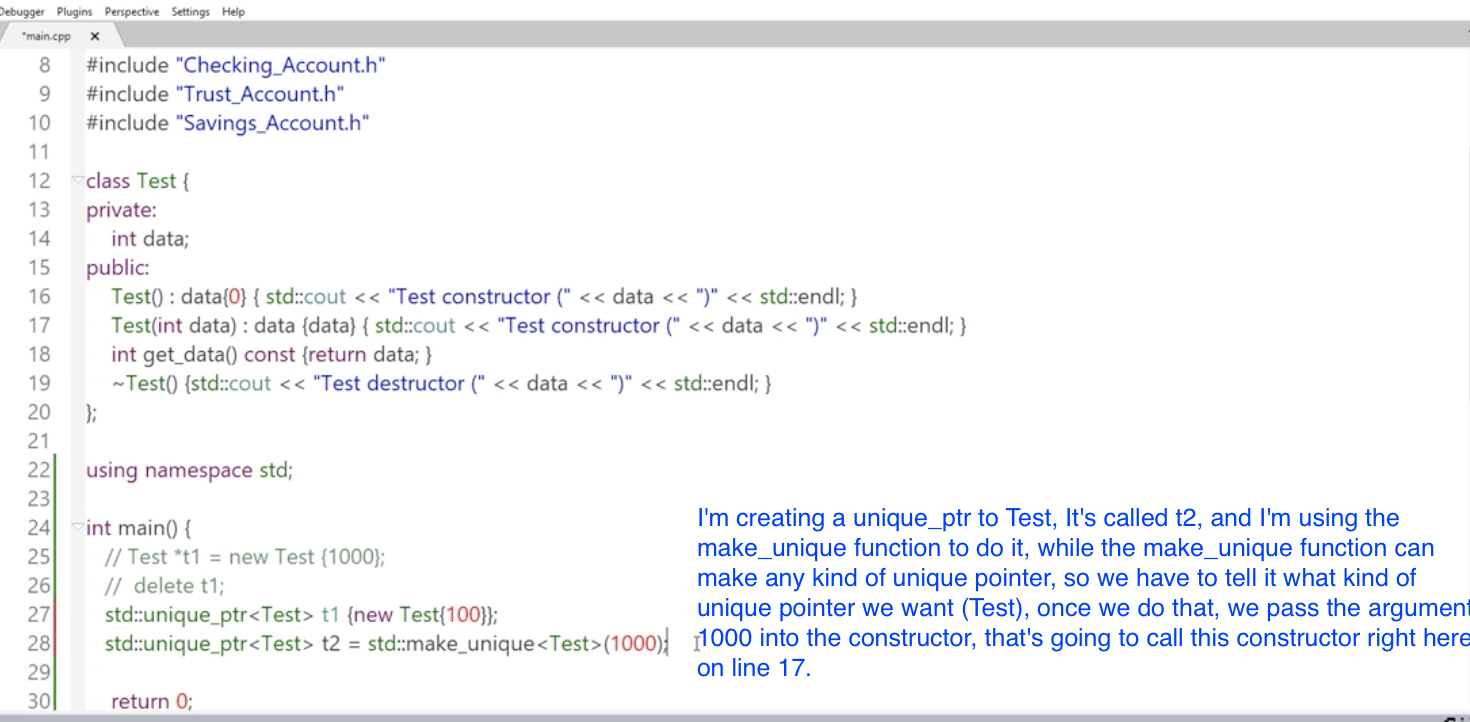 Debugger Plugins Perspective Settings Help
*main.cpp X
8 #include "Checking_Account.h"
9 #include "Trust_Account.h"
10 #include "Savings_Account.h"
11
12 class Test {
13 private:
14 int data;
15 public:
16 Test() : data{0} { std::cout << "Test constructor (" << data << ")" << std::endl; }
17 Test(int data) : data {data} { std::cout << "Test constructor (" << data << ")" << std::endl; }
18 int get_data() const {return data; }
19 ~Test() {std::cout << "Test destructor (" << data << ")" << std::endl; }
20 };
21
22 using namespace std;
23
24 int main() {
25 // Test *t1 = new Test {1000};
26 // delete t1;
27 std::unique_ptr<Test> t1 {new Test{100}};
28 std::unique_ptr<Test> t2 = std::make_unique<Test>(1000);
29
30 return 0;
I'm creating a unique_ptr to Test, It's called t2, and I'm using the
make_unique function to do it, while the make_unique function can
make any kind of unique pointer, so we have to tell it what kind of
unique pointer we want (Test), once we do that, we pass the argument
1000 into the constructor, that's going to call this constructor right here
on line 17.